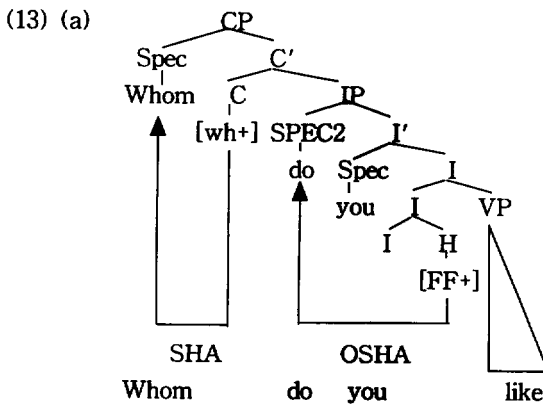 (13) (a)
CP
Spec C'
Whom C IP
[wh+] SPEC2 I'
do Spec I
you I VP
I H
[FF+]
SHA OSHA
Whom do you like